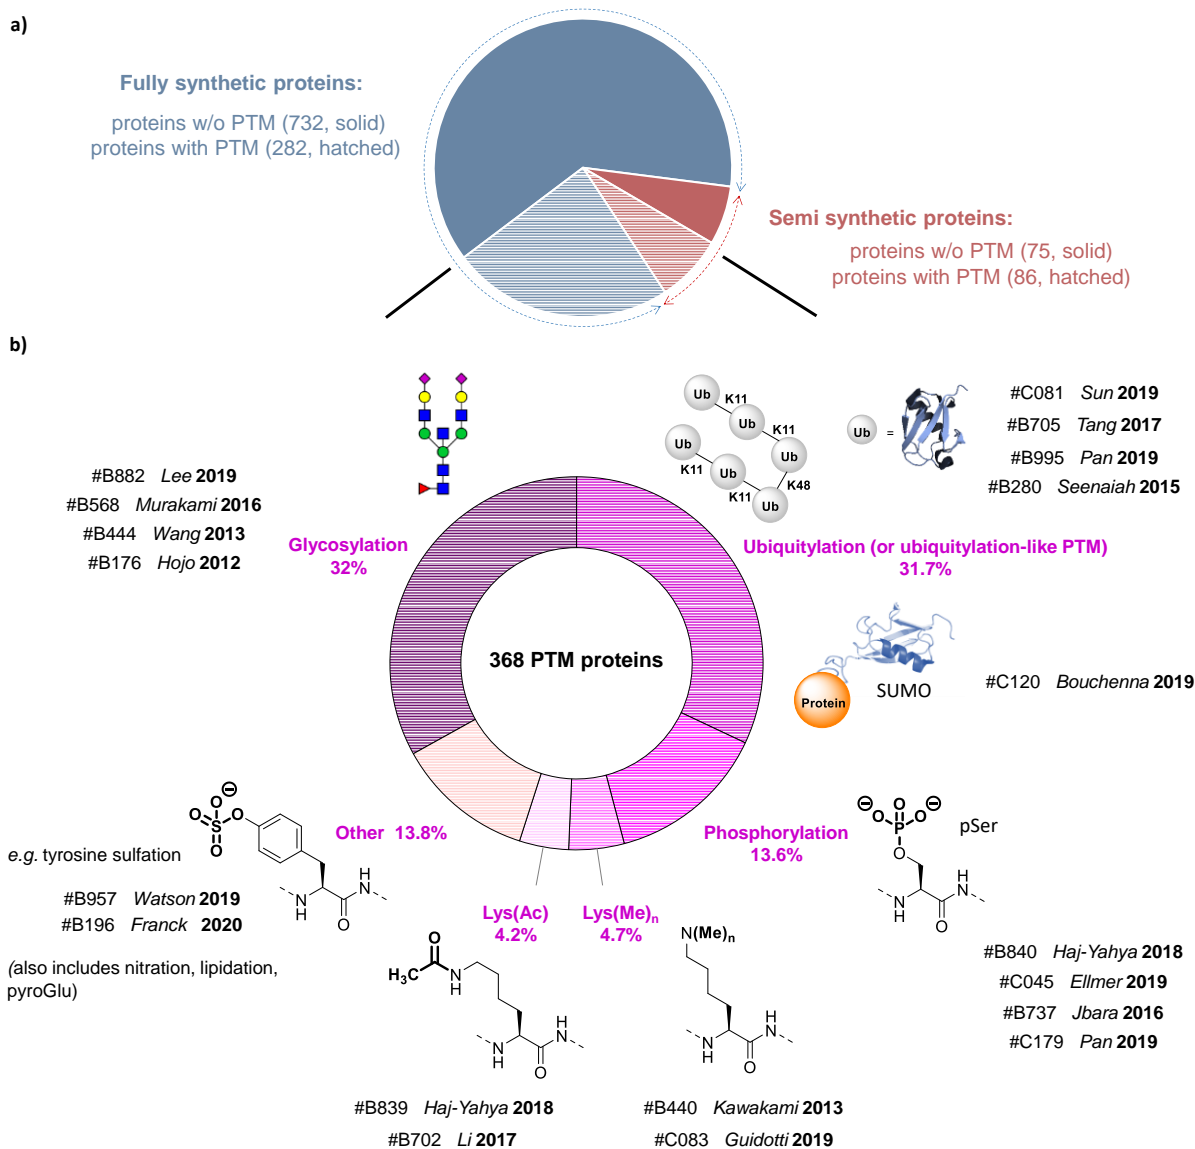 a)
Fully synthetic proteins:
proteins w/o PTM (732, solid)
proteins with PTM (282, hatched)
Semi synthetic proteins:
proteins w/o PTM (75, solid)
proteins with PTM (86, hatched)
b)
#B882 Lee 2019
#B568 Murakami 2016
#B444 Wang 2013
#B176 Hojo 2012
Glycosylation
32%
Ub
K11
Ub
K11
Ub
Ub
K11
Ub
K11
Ub
K48
Ub
=
#C081 Sun 2019
#B705 Tang 2017
#B995 Pan 2019
#B280 Seenaiah 2015
Ubiquitylation (or ubiquitylation-like PTM)
31.7%
368 PTM proteins
Protein
SUMO
#C120 Bouchenna 2019
Other 13.8%
e.g. tyrosine sulfation
#B957 Watson 2019
#B196 Franck 2020
(also includes nitration, lipidation,
pyroGlu)
O
O
S
O
O
N
H
O
H
N
Phosphorylation
13.6%
O
O
P
O
O
pSer
N
H
O
H
N
#B840 Haj-Yahya 2018
#C045 Ellmer 2019
#B737 Jbara 2016
#C179 Pan 2019
Lys(Ac)
4.2%
O
H3C
N
H
N
H
O
H
N
#B839 Haj-Yahya 2018
#B702 Li 2017
Lys(Me)n
4.7%
N(Me)n
N
H
O
H
N
#B440 Kawakami 2013
#C083 Guidotti 2019